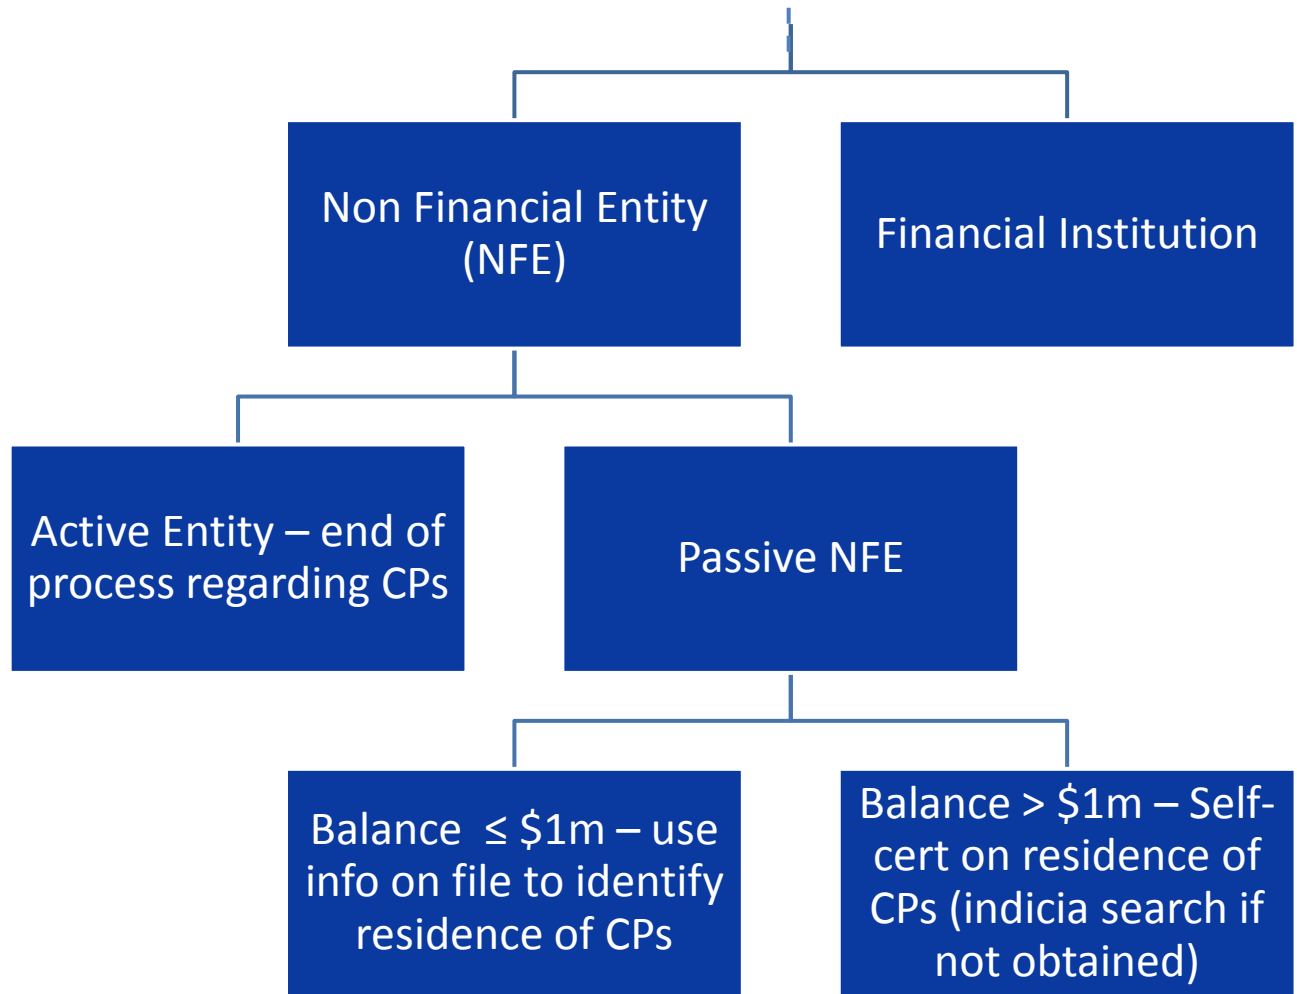 Non Financial Entity
(NFE)
Financial Institution
Active Entity – end of
process regarding CPs
Passive NFE
Balance  ≤ $1m – use
info on file to identify
residence of CPs
Balance > $1m – Self-
cert on residence of
CPs (indicia search if
not obtained)